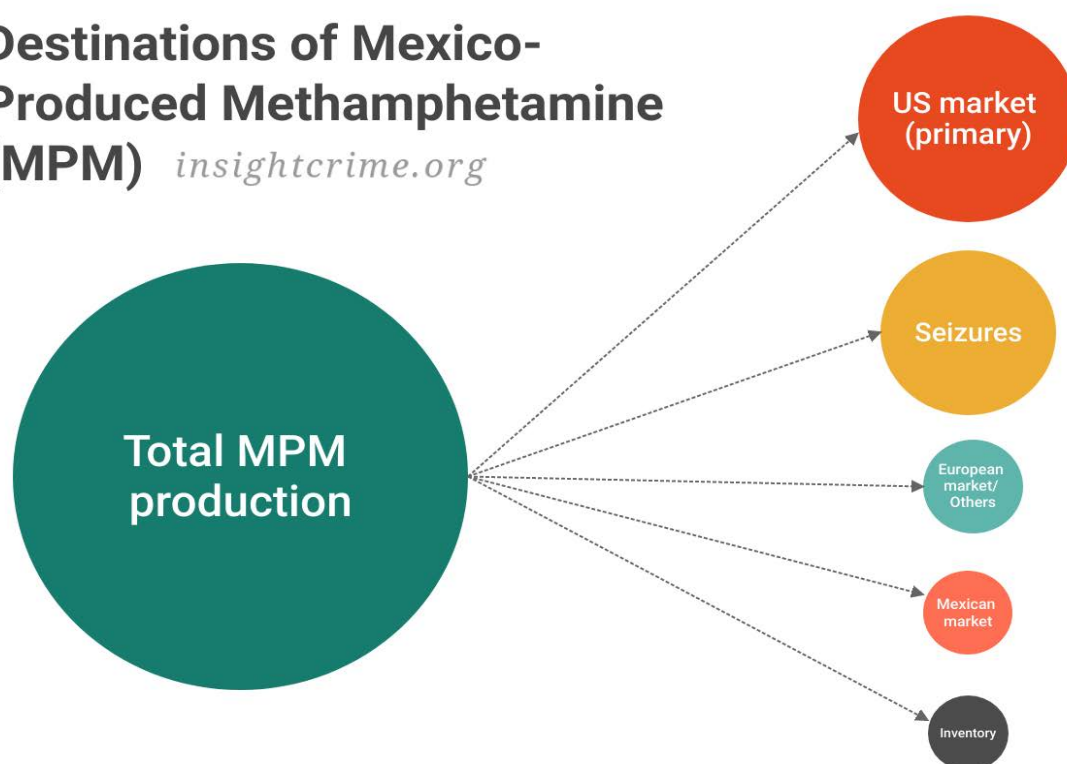 Destinations of Mexico-
Produced Methamphetamine
(MPM) insightcrime.org
US market
(primary)
Seizures
Total MPM
production
European
market/
Others
Mexican
market
Inventory